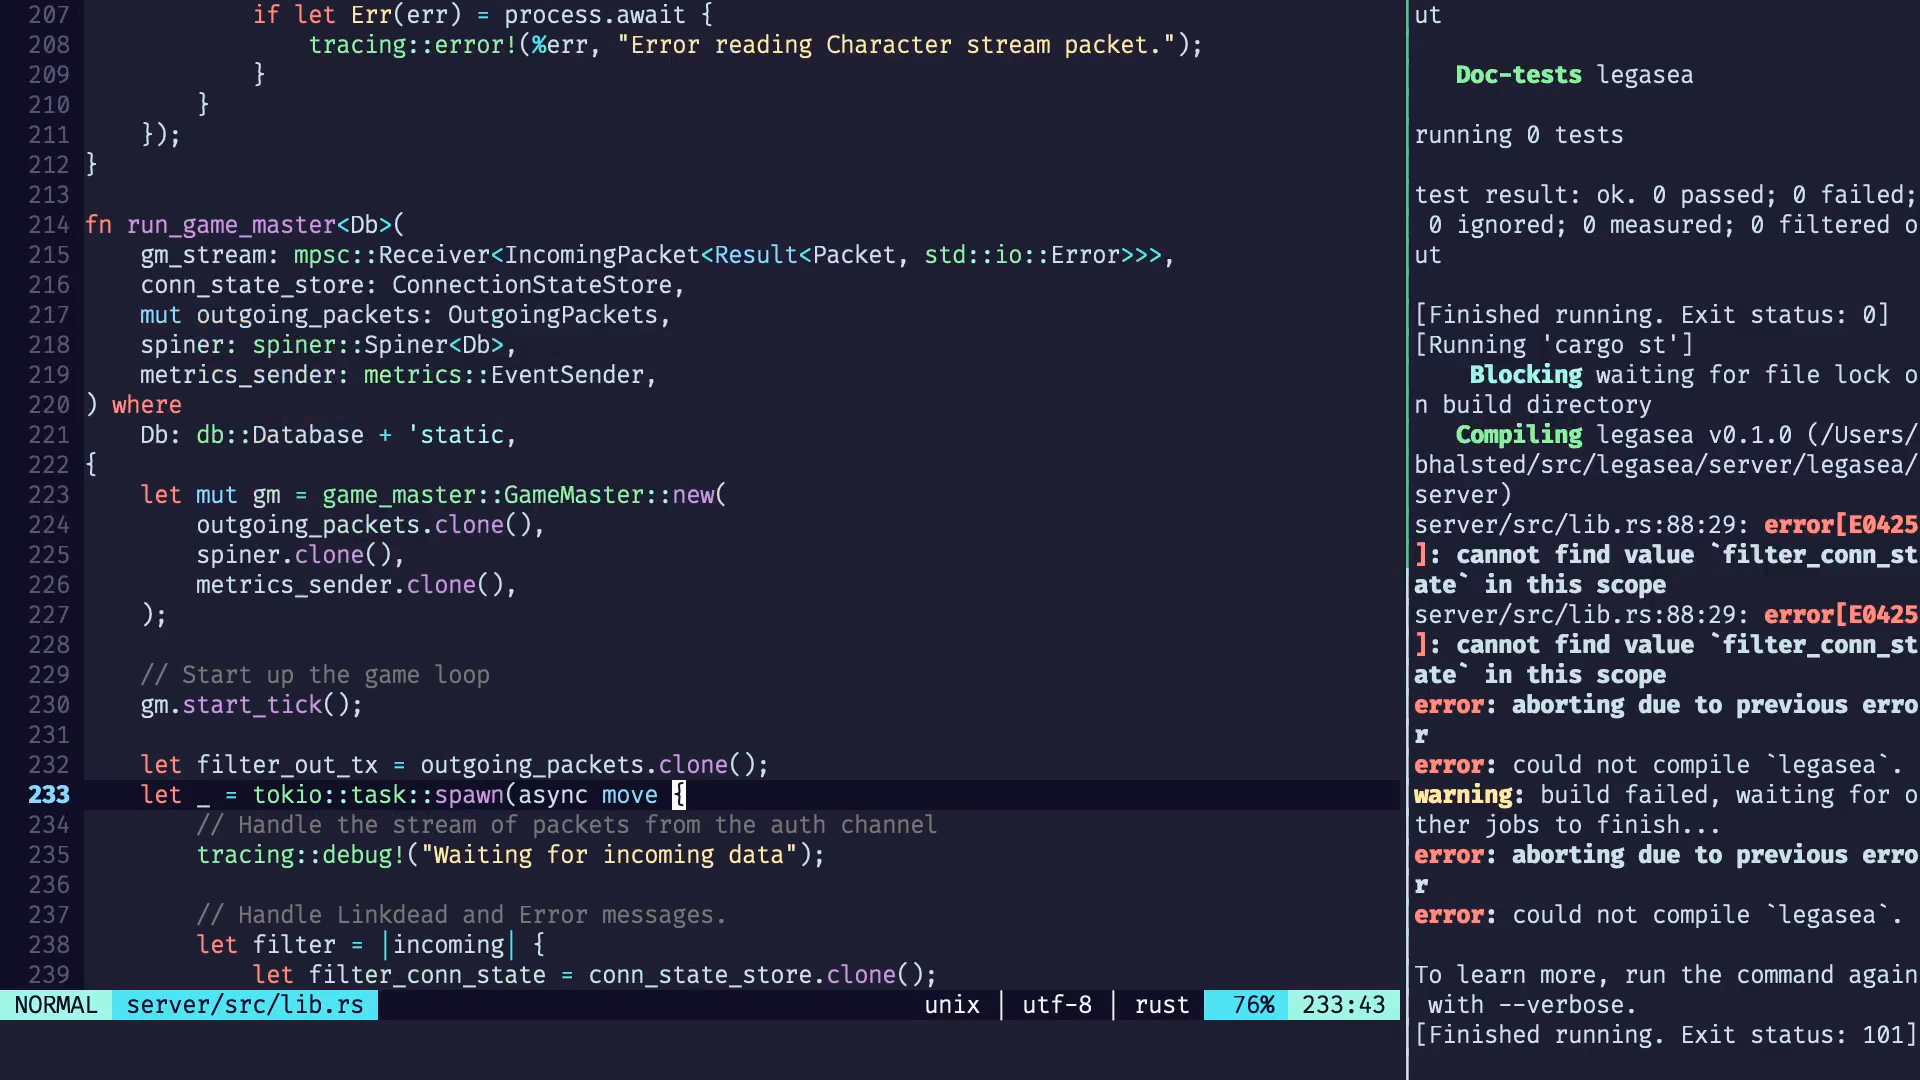 207             if let Err(err) = process.await {
208                 tracing::error!(%err, "Error reading Character stream packet.");
209             }
210         }
211     });
212 }
213
214 fn run_game_master<Db>(
215     gm_stream: mpsc::Receiver<IncomingPacket<Result<Packet, std::io::Error>>>,
216     conn_state_store: ConnectionStateStore,
217     mut outgoing_packets: OutgoingPackets,
218     spiner: spiner::Spiner<Db>,
219     metrics_sender: metrics::EventSender,
220 ) where
221     Db: db::Database + 'static,
222 {
223     let mut gm = game_master::GameMaster::new(
224         outgoing_packets.clone(),
225         spiner.clone(),
226         metrics_sender.clone(),
227     );
228
229     // Start up the game loop
230     gm.start_tick();
231
232     let filter_out_tx = outgoing_packets.clone();
233     let _ = tokio::task::spawn(async move {
234         // Handle the stream of packets from the auth channel
235         tracing::debug!("Waiting for incoming data");
236
237         // Handle Linkdead and Error messages.
238         let filter = |incoming| {
239             let filter_conn_state = conn_state_store.clone();
NORMAL server/src/lib.rs unix | utf-8 | rust 76% 233:43
ut
   Doc-tests legasea
running 0 tests
test result: ok. 0 passed; 0 failed;
 0 ignored; 0 measured; 0 filtered o
ut
[Finished running. Exit status: 0]
[Running 'cargo st']
    Blocking waiting for file lock o
n build directory
   Compiling legasea v0.1.0 (/Users/
bhalsted/src/legasea/server/legasea/
server)
server/src/lib.rs:88:29: error[E0425
]: cannot find value `filter_conn_st
ate` in this scope
server/src/lib.rs:88:29: error[E0425
]: cannot find value `filter_conn_st
ate` in this scope
error: aborting due to previous erro
r
error: could not compile `legasea`.
warning: build failed, waiting for o
ther jobs to finish...
error: aborting due to previous erro
r
error: could not compile `legasea`.
To learn more, run the command again
 with --verbose.
[Finished running. Exit status: 101]